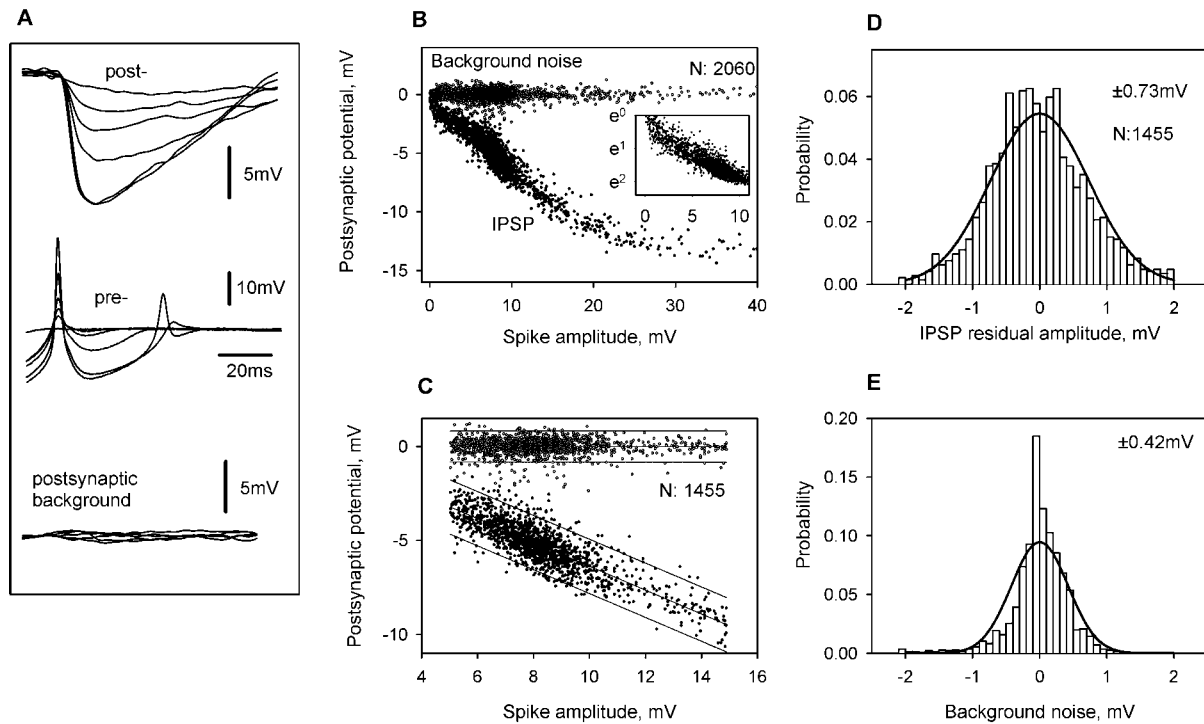 A
post-
5mV
pre-
10mV
20ms
postsynaptic
background
5mV
B
Postsynaptic potential, mV
0
-5
-10
-15
Background noise
N: 2060
IPSP
e0
e1
e2
0 5 10
0 10 20 30 40
Spike amplitude, mV
C
Postsynaptic potential, mV
0
-5
-10
N: 1455
4 6 8 10 12 14 16
Spike amplitude, mV
D
Probability
0.06
0.04
0.02
0.00
±0.73mV
N:1455
-2 -1 0 1 2
IPSP residual amplitude, mV
E
Probability
0.20
0.15
0.10
0.05
0.00
±0.42mV
-2 -1 0 1 2
Background noise, mV